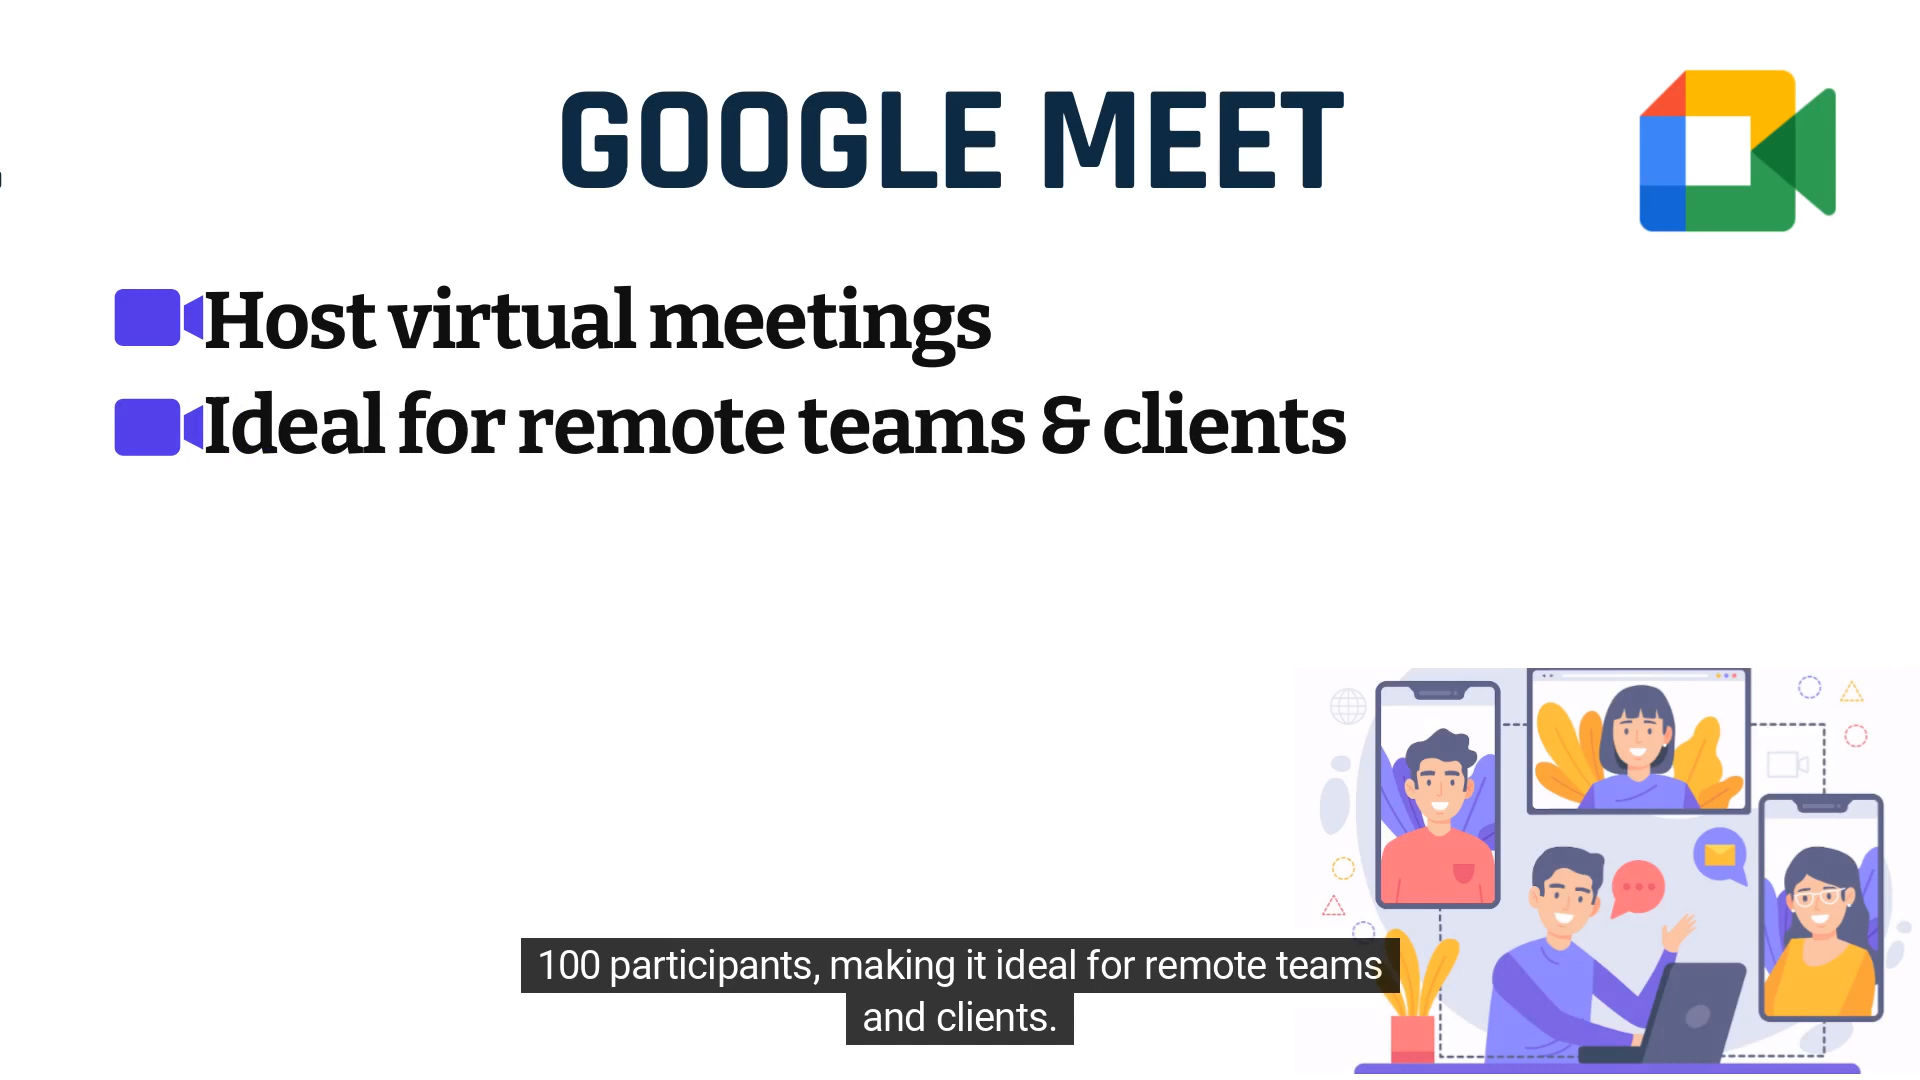 GOOGLE MEET
Host virtual meetings
Ideal for remote teams & clients
100 participants, making it ideal for remote teams
and clients.